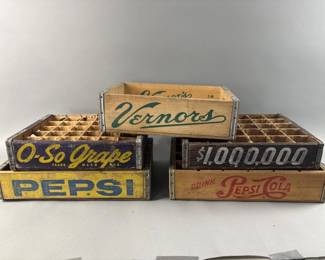 Vernors
O-So Grape
$1,000,000
PEPSI
DRINK Pepsi-Cola